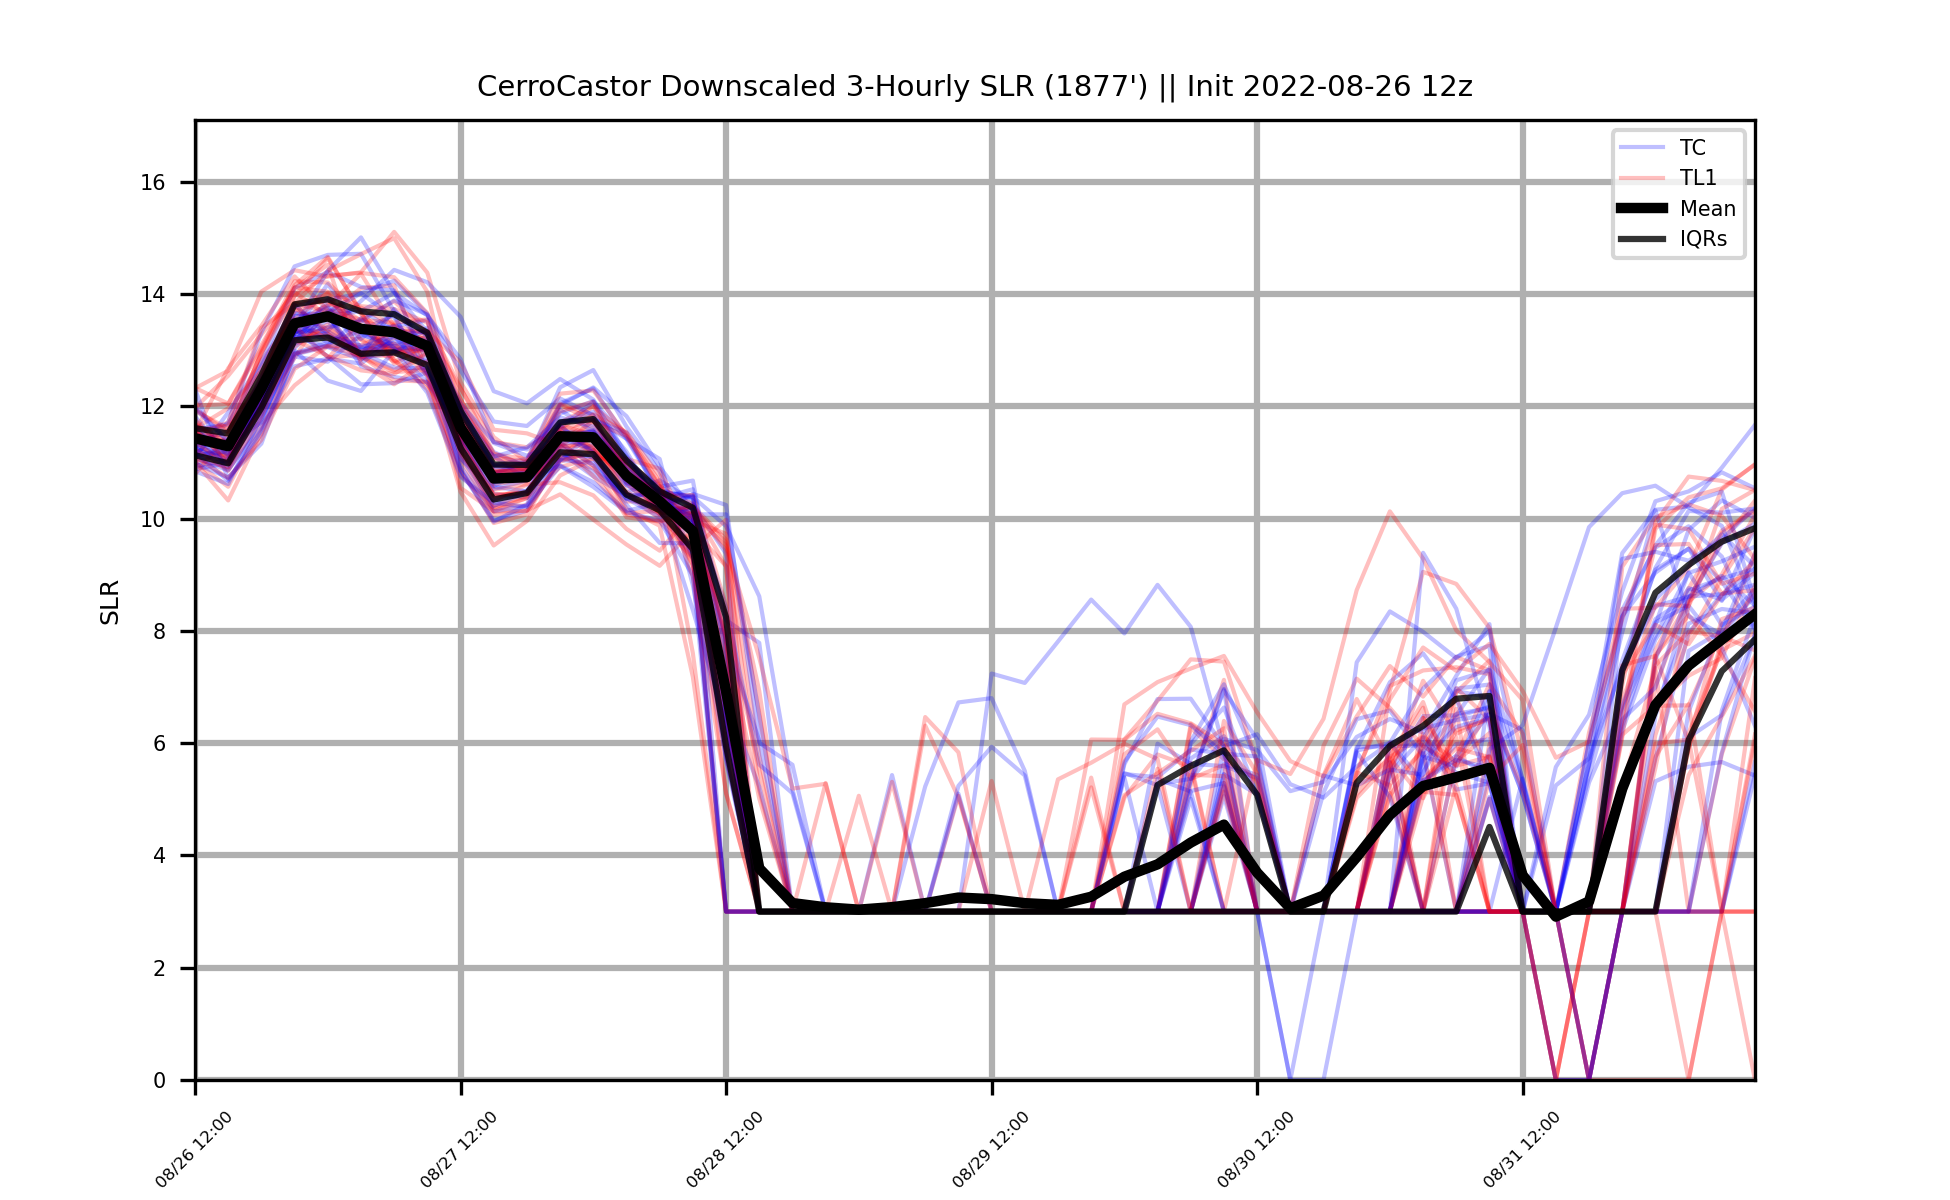 CerroCastor Downscaled 3-Hourly SLR (1877') || Init 2022-08-26 12z
TC
TL1
Mean
IQRs
SLR
16
14
12
10
8
6
4
2
0
08/26 12:00
08/27 12:00
08/28 12:00
08/29 12:00
08/30 12:00
08/31 12:00